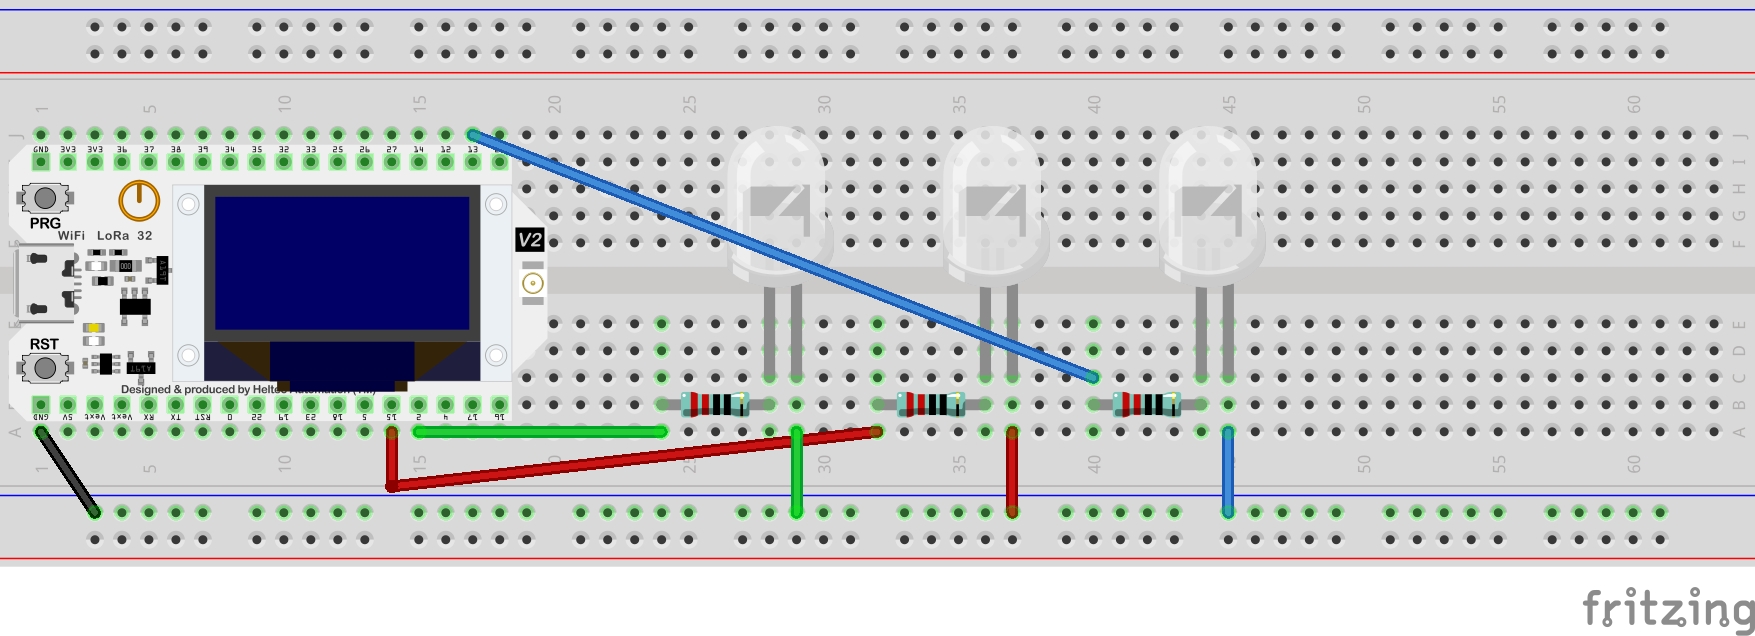 1 5 10 15 20 25 30 35 40 45 50 55 60
J J
GND 3V3 3V3 36 37 38 39 34 35 32 33 25 26 27 14 12 13
I
H
PRG
G
WiFi LoRa 32
V2
F
000
A19T
E
RST
D
A19T
C
Designed & produced by Helte
B
GND 5V Vext Vext RX TX RST 0 22 19 23 18 5 15 2 4 17 16
A A
1 5 10 15 20 25 30 35 40 50 55 60
fritzing